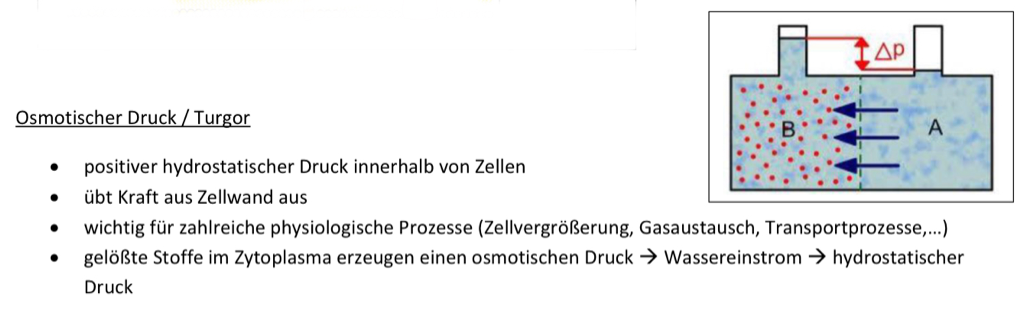 Δp
B
A
Osmotischer Druck / Turgor
• positiver hydrostatischer Druck innerhalb von Zellen
• übt Kraft aus Zellwand aus
• wichtig für zahlreiche physiologische Prozesse (Zellvergrößerung, Gasaustausch, Transportprozesse,...)
• gelößte Stoffe im Zytoplasma erzeugen einen osmotischen Druck → Wassereinstrom → hydrostatischer
Druck